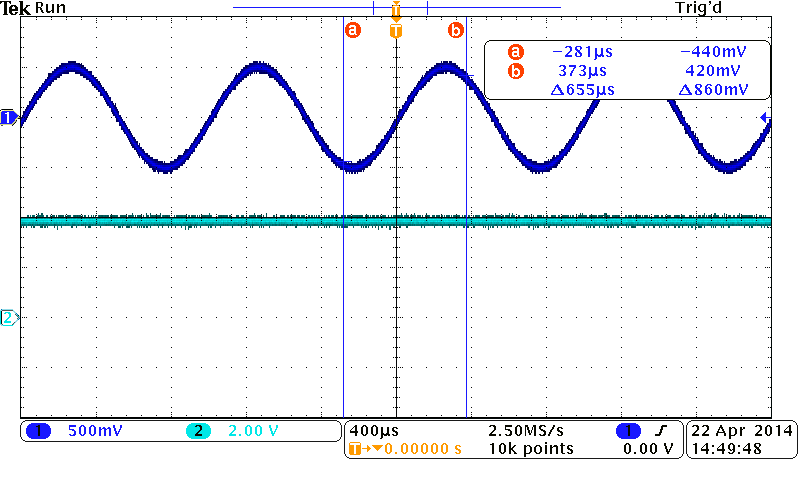 Tek Run Trig'd
T
a T b
a −281µs −440mV
b 373µs 420mV
Δ655µs Δ860mV
1
2
1 500mV 2 2.00 V 400µs 2.50MS/s 1 22 Apr 2014
T→▼0.00000 s 10k points 0.00 V 14:49:48